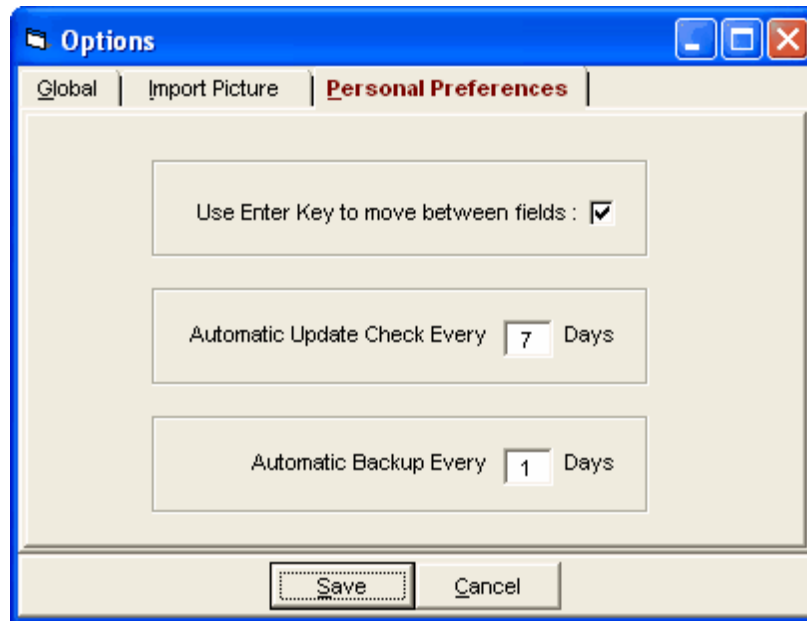 Options
Global Import Picture Personal Preferences
Use Enter Key to move between fields :
Automatic Update Check Every 7 Days
Automatic Backup Every 1 Days
Save Cancel